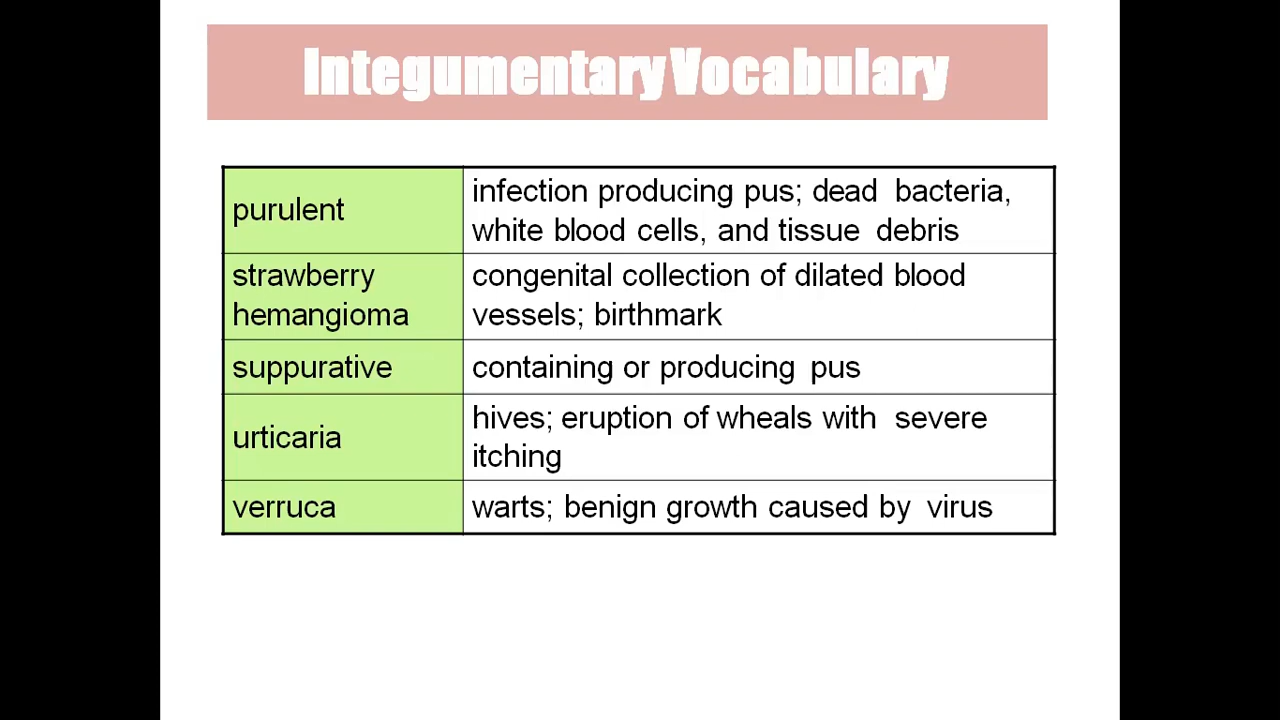 Integumentary Vocabulary
purulent
infection producing pus; dead bacteria,
white blood cells, and tissue debris
strawberry
hemangioma
congenital collection of dilated blood
vessels; birthmark
suppurative
containing or producing pus
urticaria
hives; eruption of wheals with severe
itching
verruca
warts; benign growth caused by virus